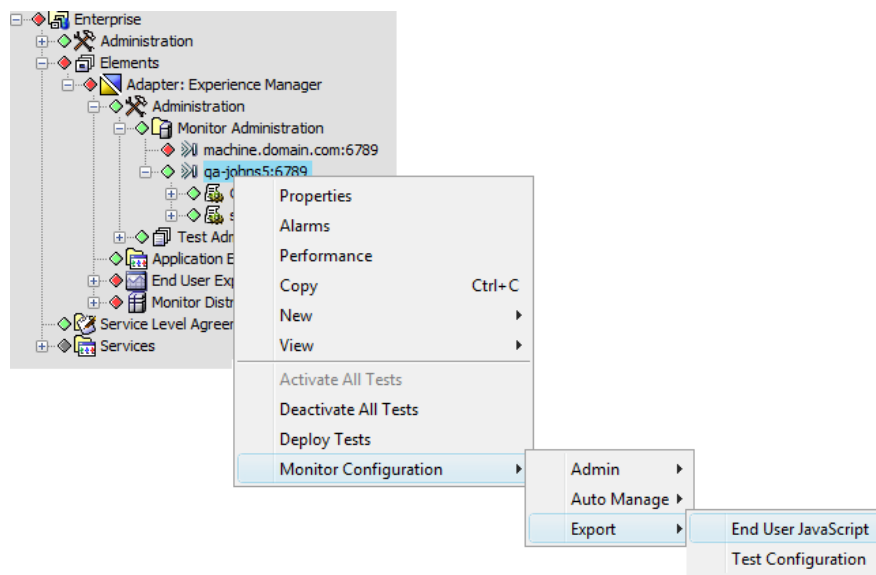 Enterprise
Administration
Elements
Adapter: Experience Manager
Administration
Monitor Administration
machine.domain.com:6789
qa-johns5:6789
Test Adr
Application E
End User Exp
Monitor Distr
Service Level Agreer
Services
Properties
Alarms
Performance
Copy Ctrl+C
New
View
Activate All Tests
Deactivate All Tests
Deploy Tests
Monitor Configuration
Admin
Auto Manage
Export
End User JavaScript
Test Configuration